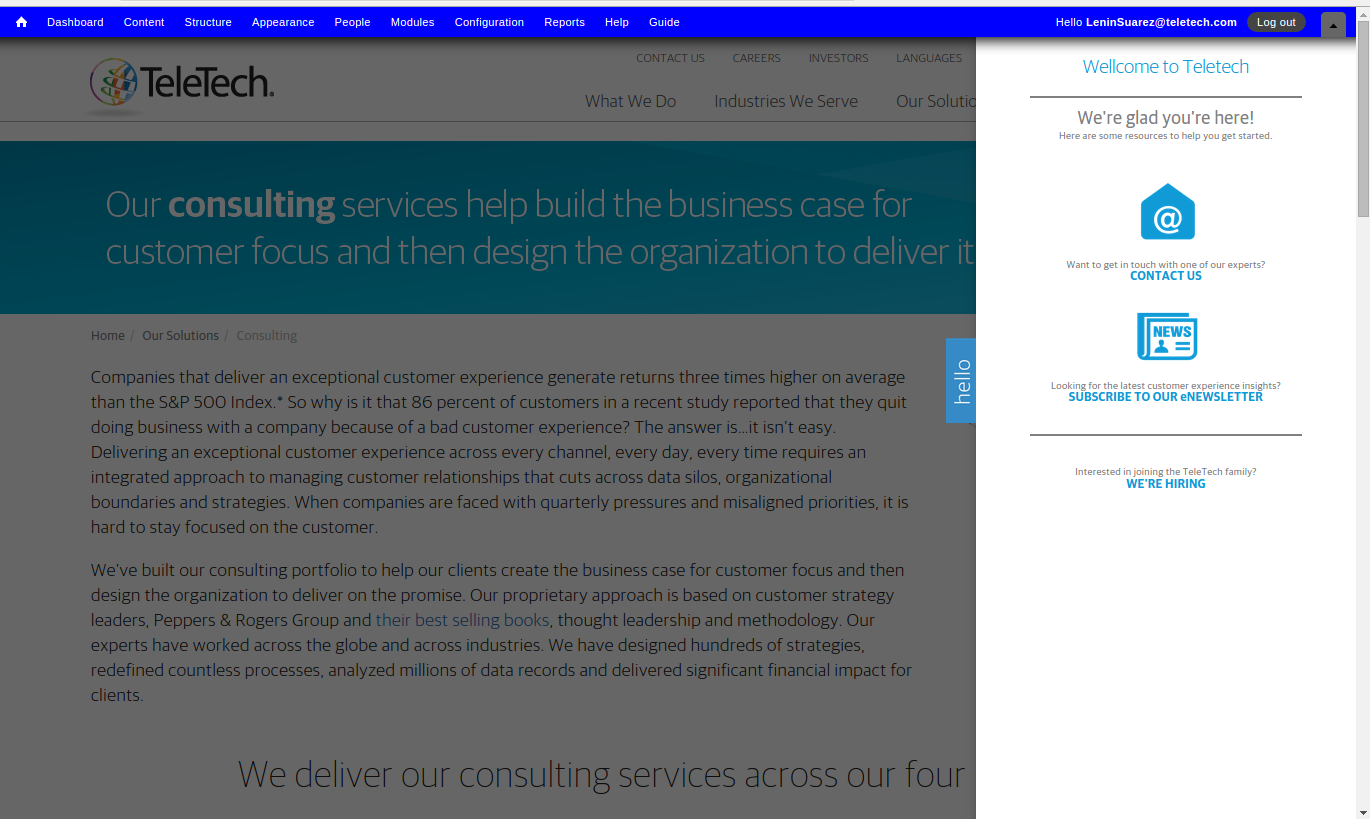 Dashboard Content Structure Appearance People Modules Configuration Reports Help Guide
Hello LeninSuarez@teletech.com Log out
CONTACT US CAREERS INVESTORS LANGUAGES
TeleTech.
What We Do Industries We Serve Our Solutio
Our consulting services help build the business case for
customer focus and then design the organization to deliver it
Home / Our Solutions / Consulting
Companies that deliver an exceptional customer experience generate returns three times higher on average
than the S&P 500 Index.* So why is it that 86 percent of customers in a recent study reported that they quit
doing business with a company because of a bad customer experience? The answer is...it isn't easy.
Delivering an exceptional customer experience across every channel, every day, every time requires an
integrated approach to managing customer relationships that cuts across data silos, organizational
boundaries and strategies. When companies are faced with quarterly pressures and misaligned priorities, it is
hard to stay focused on the customer.
We've built our consulting portfolio to help our clients create the business case for customer focus and then
design the organization to deliver on the promise. Our proprietary approach is based on customer strategy
leaders, Peppers & Rogers Group and their best selling books, thought leadership and methodology. Our
experts have worked across the globe and across industries. We have designed hundreds of strategies,
redefined countless processes, analyzed millions of data records and delivered significant financial impact for
clients.
We deliver our consulting services across our four
hello
Wellcome to Teletech
We're glad you're here!
Here are some resources to help you get started.
@
Want to get in touch with one of our experts?
CONTACT US
NEWS
Looking for the latest customer experience insights?
SUBSCRIBE TO OUR eNEWSLETTER
Interested in joining the TeleTech family?
WE'RE HIRING